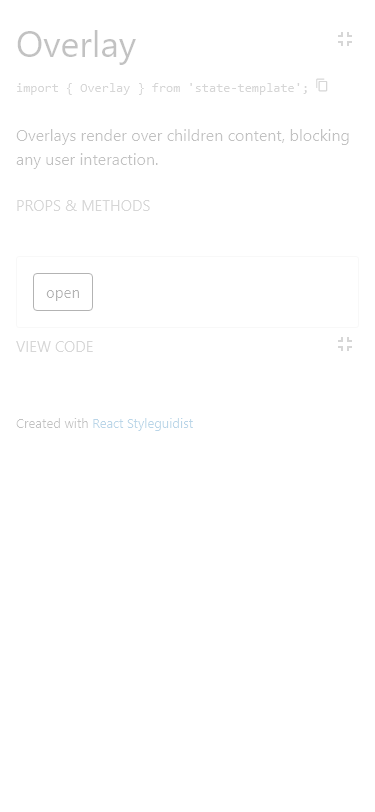 Overlay
import { Overlay } from 'state-template';
Overlays render over children content, blocking
any user interaction.
PROPS & METHODS
open
VIEW CODE
Created with React Styleguidist